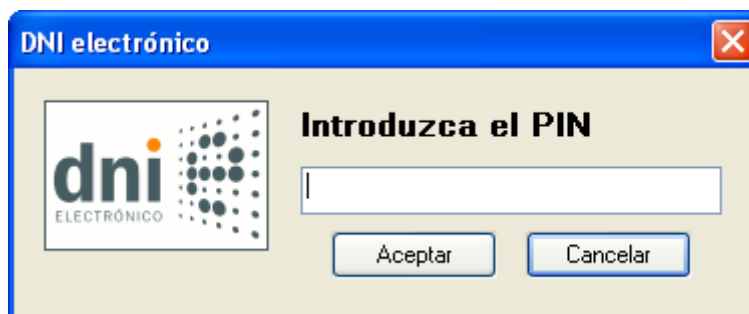 DNI electrónico
Introduzca el PIN
dni
ELECTRÓNICO
Aceptar
Cancelar